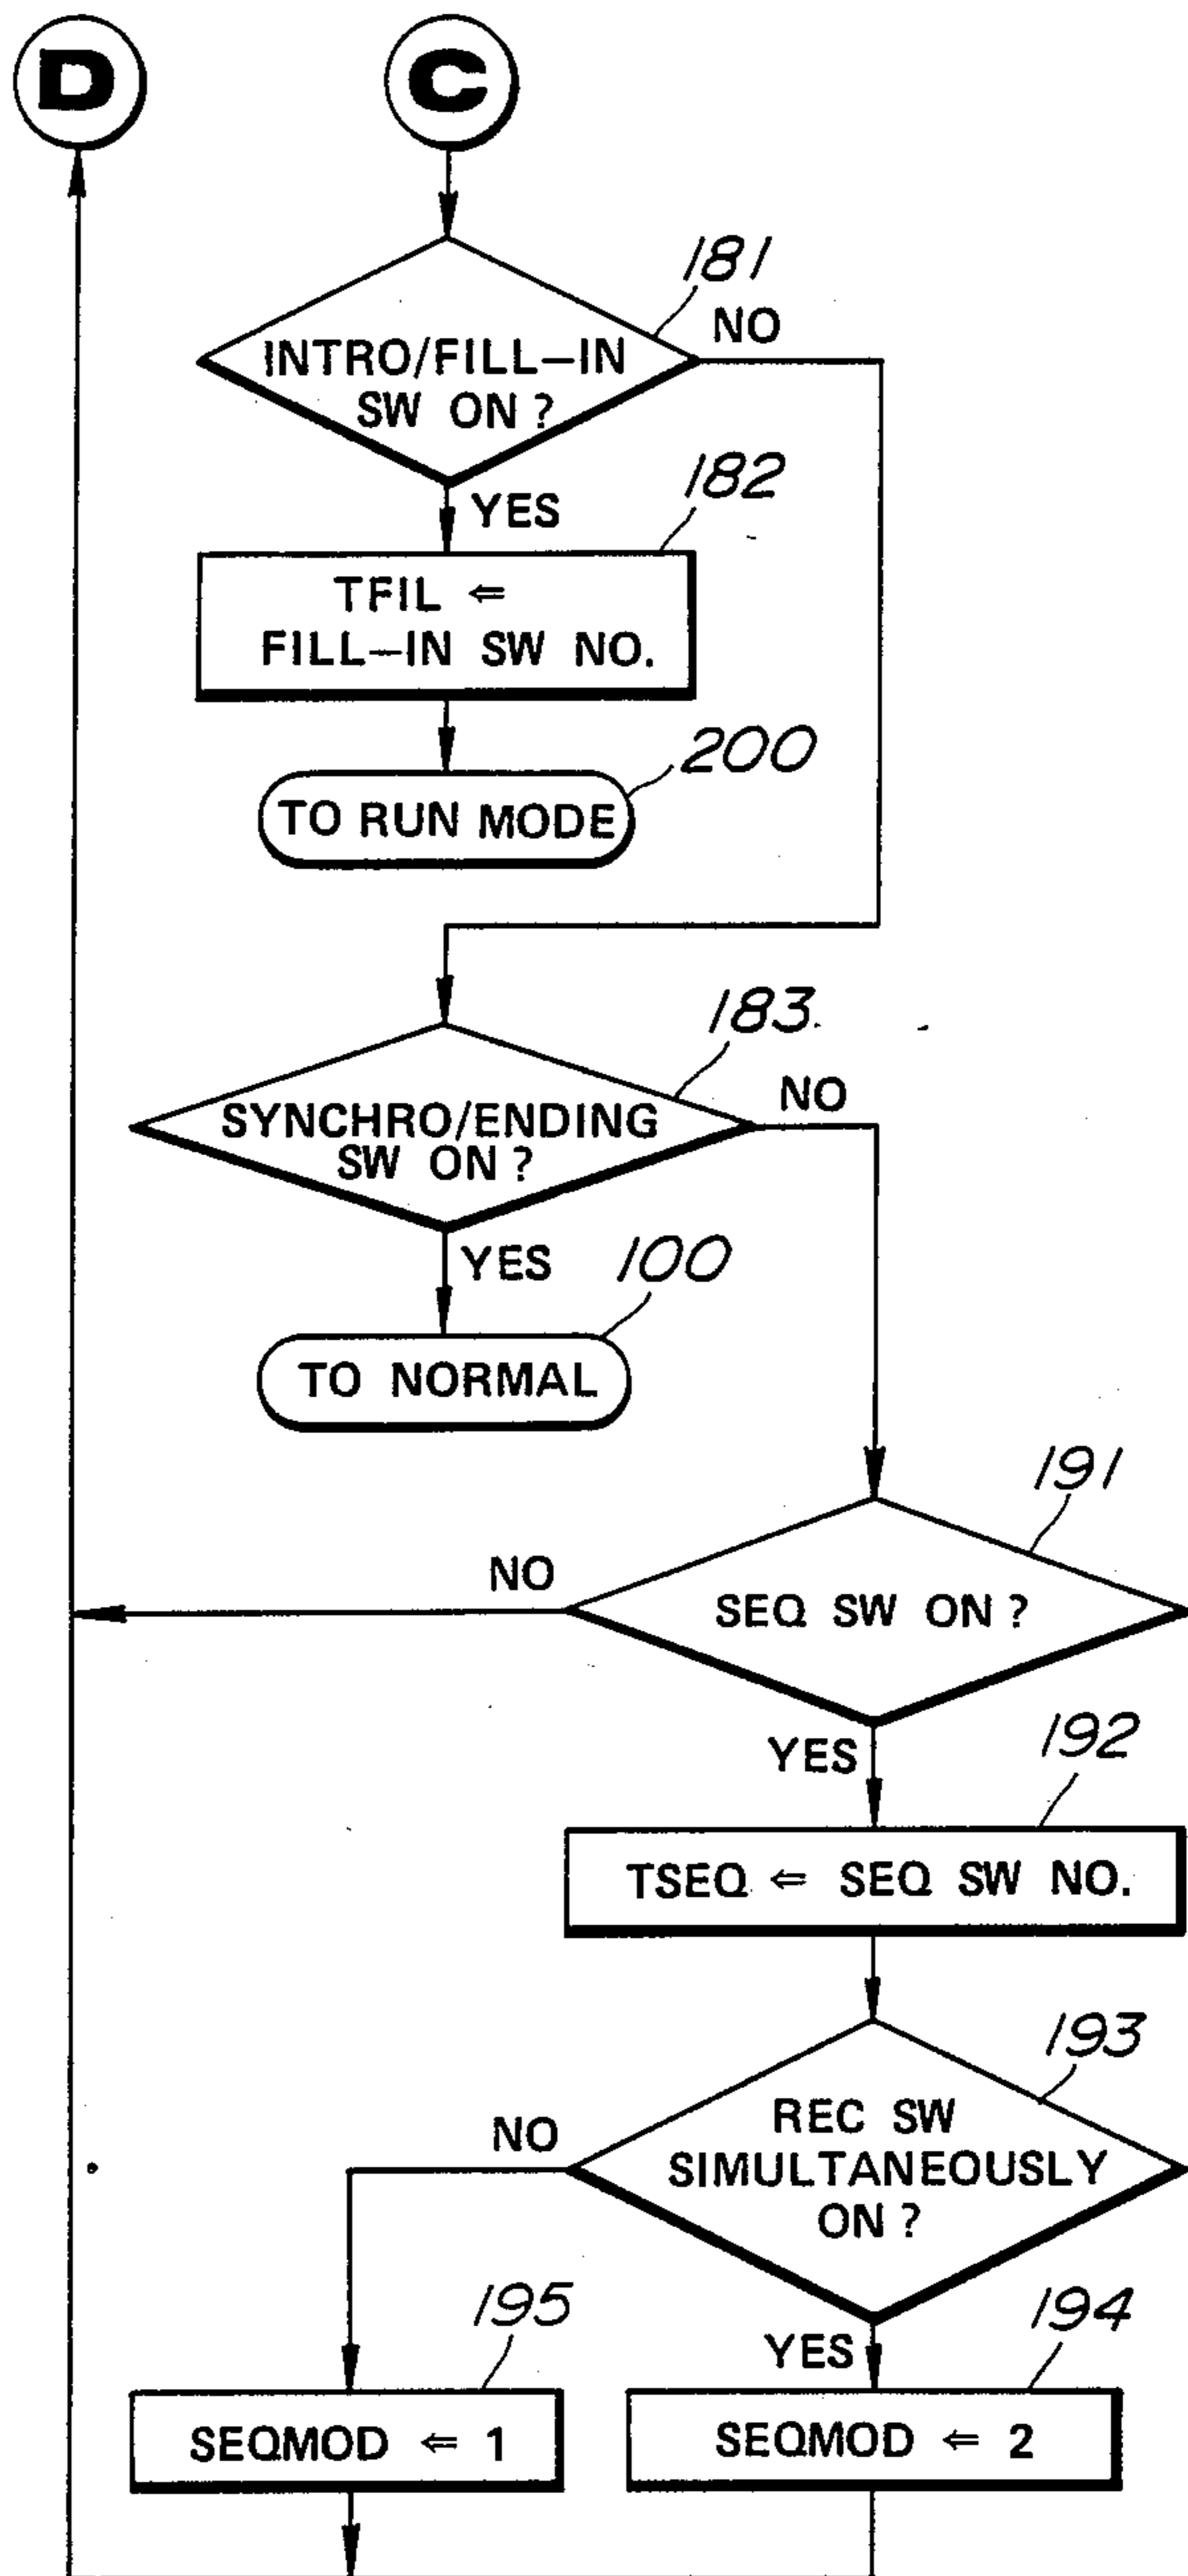 D
C
181
NO
INTRO/FILL—IN
SW ON ?
182
YES
TFIL ⇐
FILL—IN SW NO.
200
TO RUN MODE
183
NO
SYNCHRO/ENDING
SW ON ?
YES
100
TO NORMAL
191
NO
SEQ SW ON ?
192
YES
TSEQ ⇐ SEQ SW NO.
193
NO
REC SW
SIMULTANEOUSLY
ON ?
195
194
YES
SEQMOD ⇐ 1
SEQMOD ⇐ 2